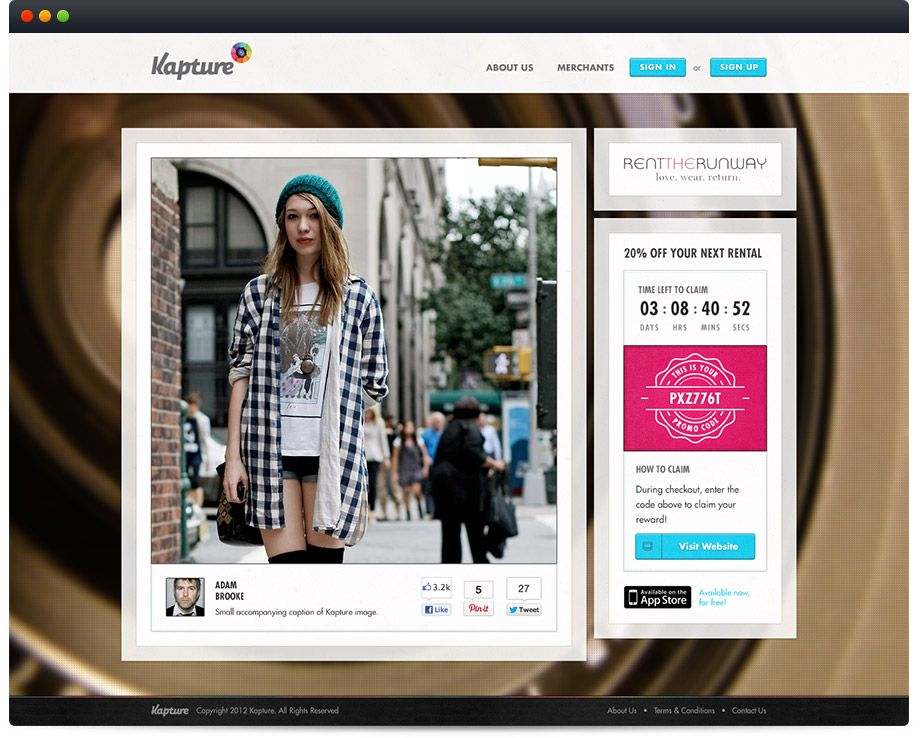 Kapture
ABOUT US
MERCHANTS
SIGN IN
or
SIGN UP
RENTTHERUNWAY
love. wear. return.
20% OFF YOUR NEXT RENTAL
TIME LEFT TO CLAIM
03 : 08 : 40 : 52
DAYS HRS MINS SECS
THIS IS YOUR
PXZ776T
PROMO CODE
HOW TO CLAIM
During checkout, enter the
code above to claim your
reward!
Visit Website
ADAM
BROOKE
Small accompanying caption of Kapture image.
3.2k
Like
5
Pin it
27
Tweet
Available on the
App Store
Available now,
for free!
Kapture
Copyright 2012 Kapture. All Rights Reserved
About Us • Terms & Conditions • Contact Us